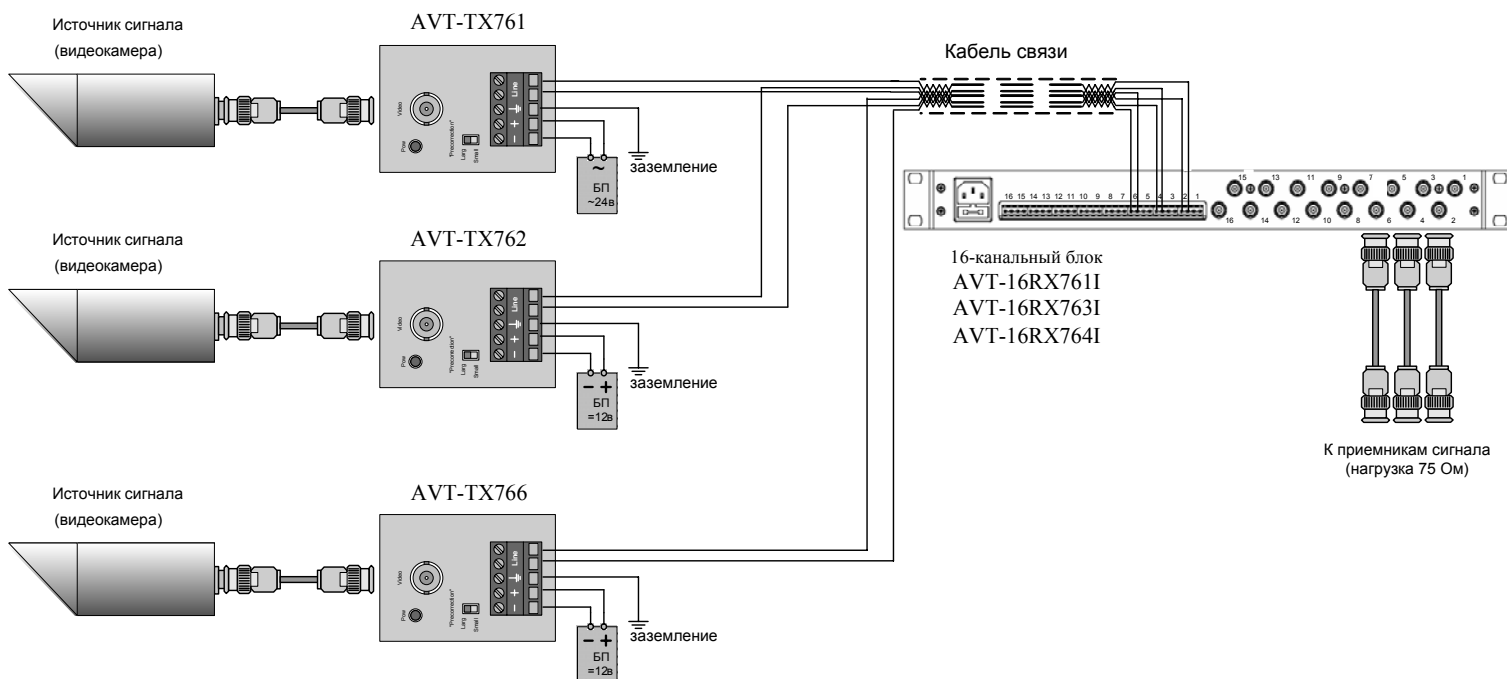 Источник сигнала
(видеокамера)
AVT-TX761
Video
Pow
"Precorrection"
Larg
Small
Line
+
−
~
БП
~24в
заземление
Кабель связи
Источник сигнала
(видеокамера)
AVT-TX762
Video
Pow
"Precorrection"
Larg
Small
Line
+
−
− +
БП
=12в
заземление
Источник сигнала
(видеокамера)
AVT-TX766
Video
Pow
"Precorrection"
Larg
Small
Line
+
−
− +
БП
=12в
заземление
16 15 14 13 12 11 10 9 8 7 6 5 4 3 2 1
15 13 11 9 7 5 3 1
16 14 12 10 8 6 4 2
16-канальный блок
AVT-16RX761I
AVT-16RX763I
AVT-16RX764I
К приемникам сигнала
(нагрузка 75 Ом)